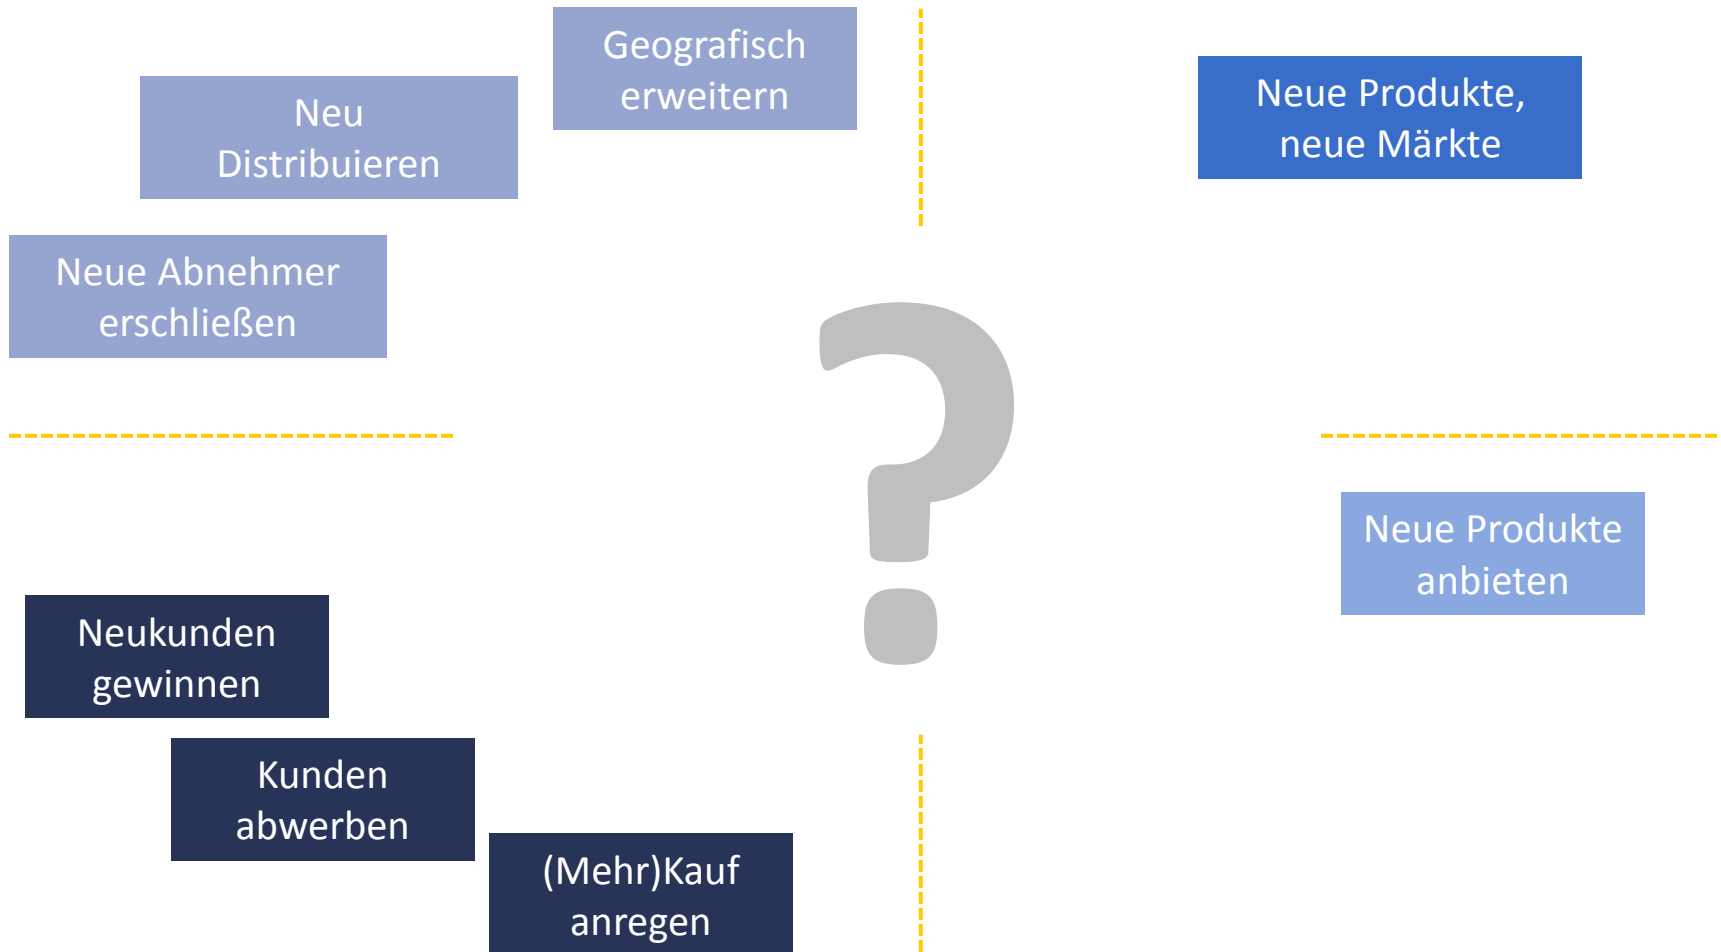 Geografisch
erweitern
Neue Produkte,
neue Märkte
Neu
Distribuieren
Neue Abnehmer
erschließen
?
Neue Produkte
anbieten
Neukunden
gewinnen
Kunden
abwerben
(Mehr)Kauf
anregen